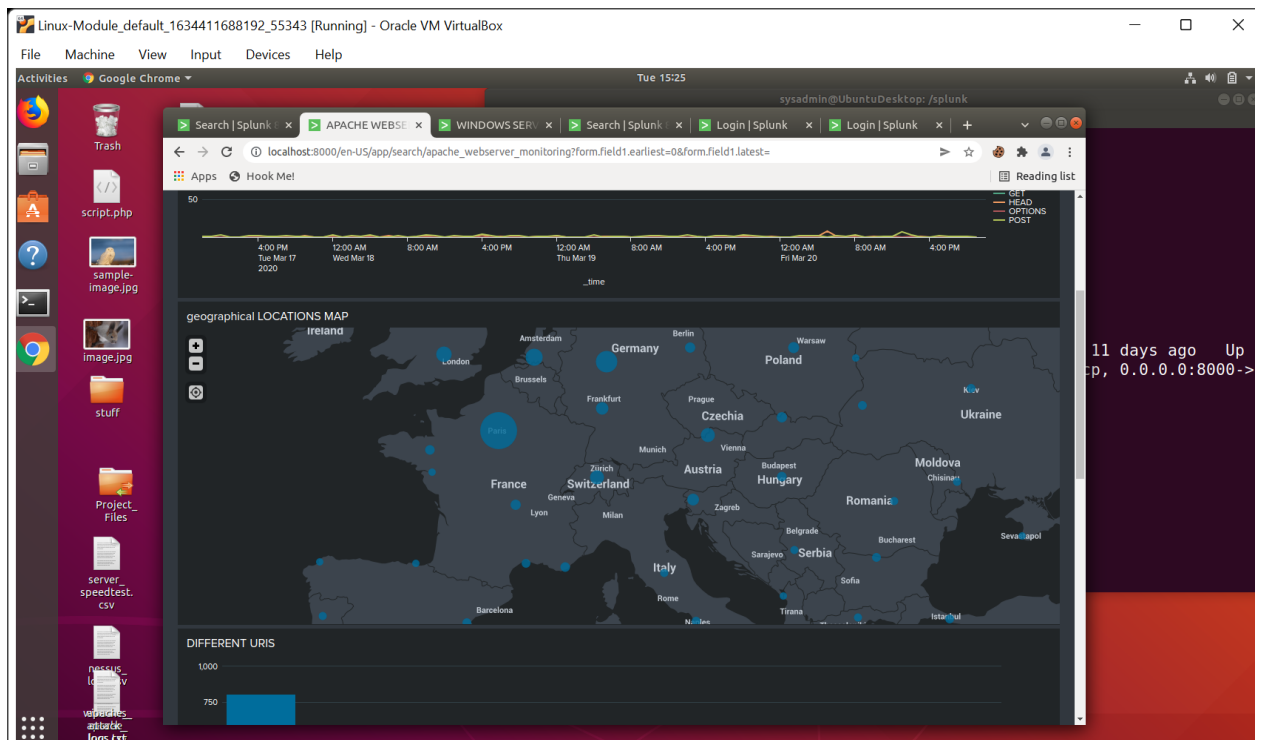 Linux-Module_default_1634411688192_55343 [Running] - Oracle VM VirtualBox
File Machine View Input Devices Help
Activities Google Chrome Tue 15:25
sysadmin@UbuntuDesktop: /splunk
Trash
script.php
sample-
image.jpg
image.jpg
stuff
Project_
Files
server_
speedtest.
csv
nessus_
logs.txt
Search | Splunk APACHE WEBSE WINDOWS SERV Search | Splunk Login | Splunk Login | Splunk
localhost:8000/en-US/app/search/apache_webserver_monitoring?form.field1.earliest=0&form.field1.latest=
Apps Hook Me! Reading list
50
GET
HEAD
OPTIONS
POST
4:00 PM 12:00 AM 8:00 AM 4:00 PM 12:00 AM 8:00 AM 4:00 PM 12:00 AM 8:00 AM 4:00 PM
Tue Mar 17 Wed Mar 18 Thu Mar 19 Fri Mar 20
2020
_time
geographical LOCATIONS MAP
Ireland
Amsterdam
Berlin
Warsaw
London
Germany
Poland
Brussels
Frankfurt
Prague
Kiev
Czechia
Ukraine
Paris
Munich
Vienna
Zürich
Austria
Budapest
Moldova
France
Switzerland
Hungary
Chisinau
Geneva
Lyon
Milan
Zagreb
Romania
Belgrade
Bucharest
Sevastapol
Sarajevo
Serbia
Italy
Sofia
Rome
Barcelona
Tirana
Istanbul
Naples
DIFFERENT URIS
1,000
750
11 days ago Up
cp, 0.0.0.0:8000->